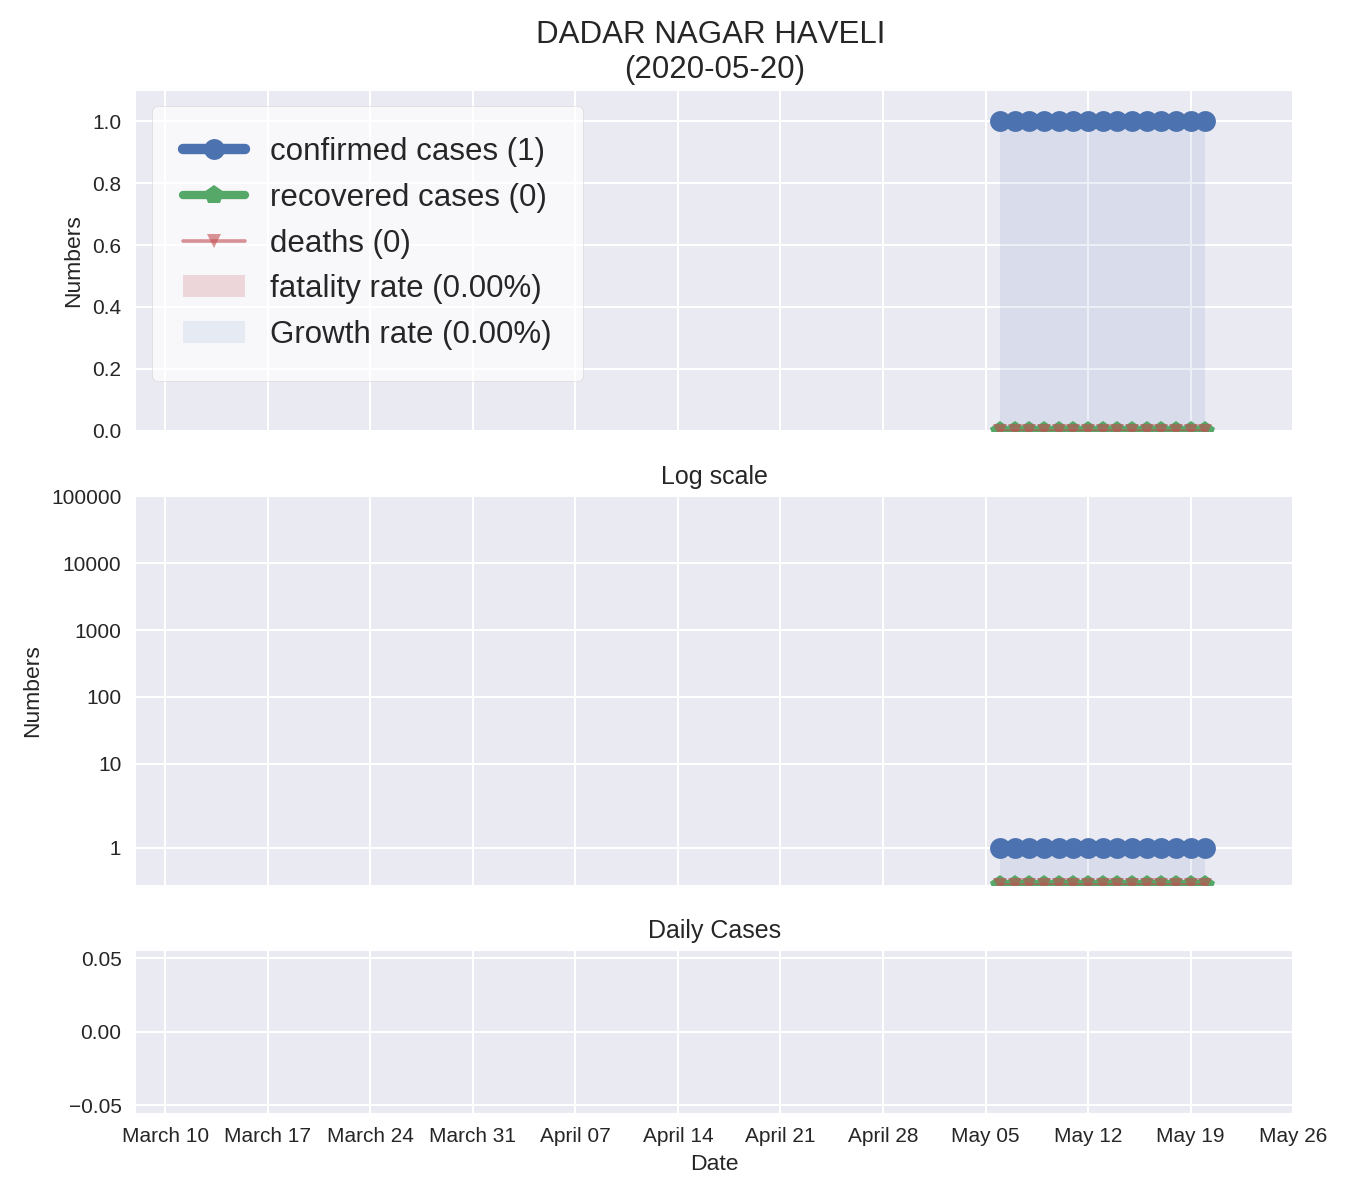 DADAR NAGAR HAVELI
(2020-05-20)
1.0
0.8
0.6
0.4
0.2
0.0
Numbers
confirmed cases (1)
recovered cases (0)
deaths (0)
fatality rate (0.00%)
Growth rate (0.00%)
Log scale
100000
10000
1000
100
10
1
Numbers
Daily Cases
0.05
0.00
−0.05
March 10 March 17 March 24 March 31 April 07 April 14 April 21 April 28 May 05 May 12 May 19 May 26
Date